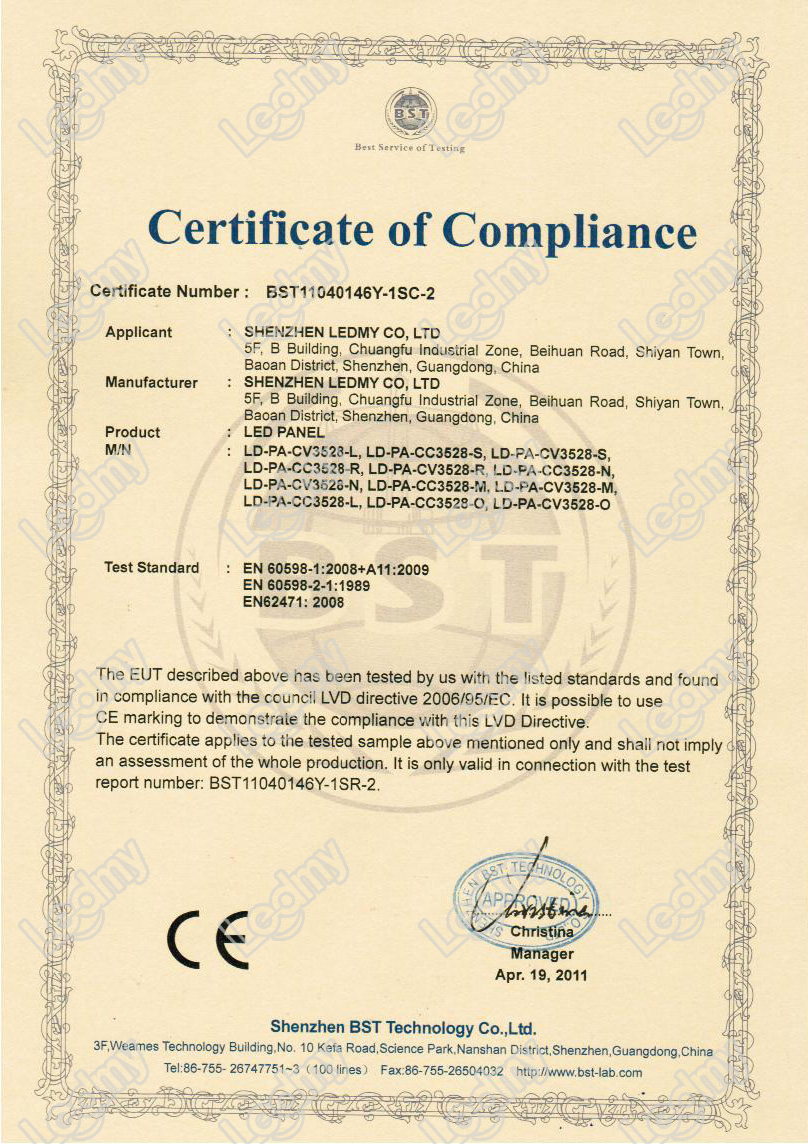 BST
Best Service of Testing
Certificate of Compliance
Certificate Number : BST11040146Y-1SC-2
Applicant : SHENZHEN LEDMY CO, LTD
5F, B Building, Chuangfu Industrial Zone, Beihuan Road, Shiyan Town,
Baoan District, Shenzhen, Guangdong, China
Manufacturer : SHENZHEN LEDMY CO, LTD
5F, B Building, Chuangfu Industrial Zone, Beihuan Road, Shiyan Town,
Baoan District, Shenzhen, Guangdong, China
Product : LED PANEL
M/N : LD-PA-CV3528-L, LD-PA-CC3528-S, LD-PA-CV3528-S,
LD-PA-CC3528-R, LD-PA-CV3528-R, LD-PA-CC3528-N,
LD-PA-CV3528-N, LD-PA-CC3528-M, LD-PA-CV3528-M,
LD-PA-CC3528-L, LD-PA-CC3528-O, LD-PA-CV3528-O
BST
Test Standard : EN 60598-1:2008+A11:2009
EN 60598-2-1:1989
EN62471: 2008
The EUT described above has been tested by us with the listed standards and found
in compliance with the council LVD directive 2006/95/EC. It is possible to use
CE marking to demonstrate the compliance with this LVD Directive.
The certificate applies to the tested sample above mentioned only and shall not imply
an assessment of the whole production. It is only valid in connection with the test
report number: BST11040146Y-1SR-2.
CE
BST TECHNOLOGY
APPROVED
Christina
Christina
Manager
Apr. 19, 2011
Shenzhen BST Technology Co.,Ltd.
3F,Weames Technology Building,No. 10 Kefa Road,Science Park,Nanshan District,Shenzhen,Guangdong,China
Tel:86-755- 26747751~3（100 lines） Fax:86-755-26504032 http://www.bst-lab.com
Ledmy